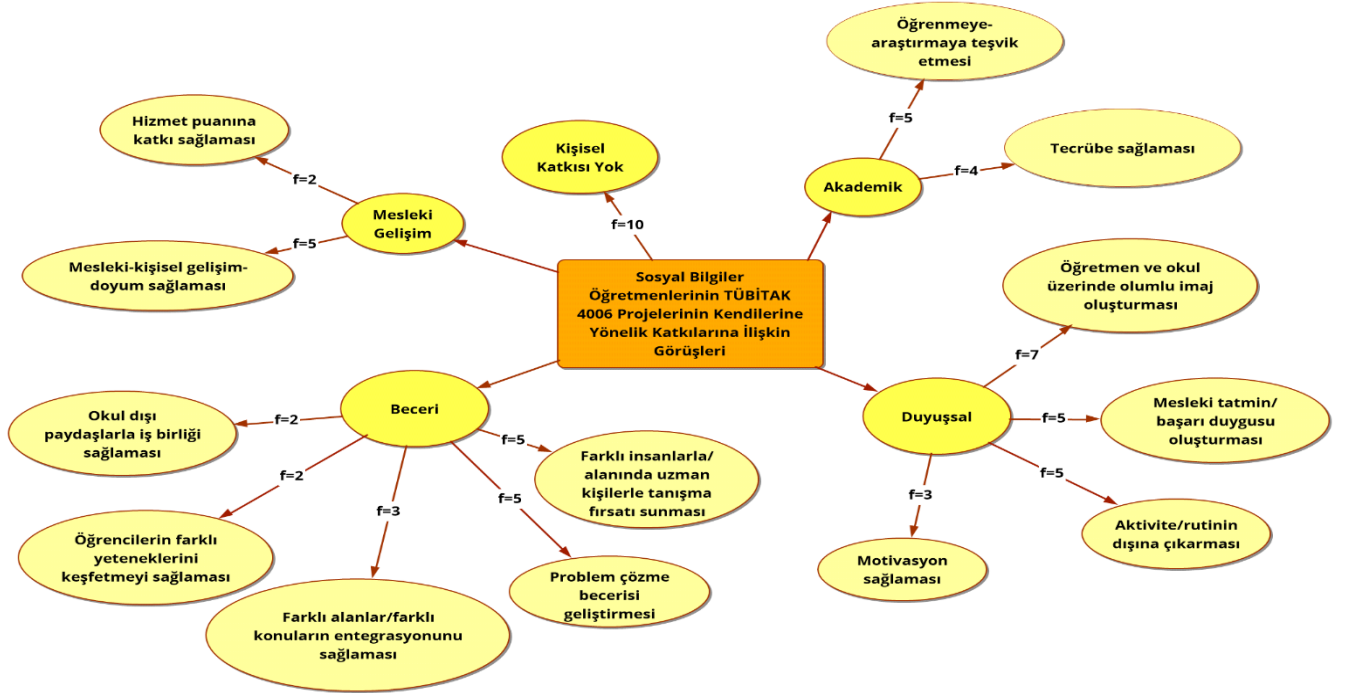 Sosyal Bilgiler
Öğretmenlerinin TÜBİTAK
4006 Projelerinin Kendilerine
Yönelik Katkılarına İlişkin
Görüşleri
Kişisel
Katkısı Yok
f=10
Akademik
Öğrenmeye-
araştırmaya teşvik
etmesi
f=5
Tecrübe sağlaması
f=4
Duyuşsal
Öğretmen ve okul
üzerinde olumlu imaj
oluşturması
f=7
Mesleki tatmin/
başarı duygusu
oluşturması
f=5
Aktivite/rutinin
dışına çıkarması
f=5
Motivasyon
sağlaması
f=3
Beceri
Farklı insanlarla/
alanında uzman
kişilerle tanışma
fırsatı sunması
f=5
Problem çözme
becerisi
geliştirmesi
f=5
Farklı alanlar/farklı
konuların entegrasyonunu
sağlaması
f=3
Öğrencilerin farklı
yeteneklerini
keşfetmeyi sağlaması
f=2
Okul dışı
paydaşlarla iş birliği
sağlaması
f=2
Mesleki
Gelişim
Mesleki-kişisel gelişim-
doyum sağlaması
f=5
Hizmet puanına
katkı sağlaması
f=2